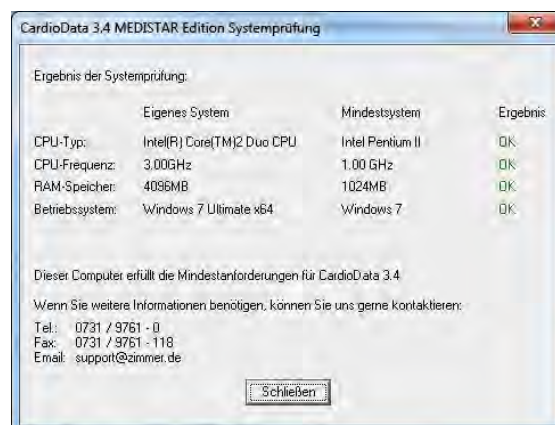 CardioData 3.4 MEDISTAR Edition Systemprüfung
Ergebnis der Systemprüfung:
Eigenes System Mindestsystem Ergebnis
CPU-Typ: Intel(R) Core(TM)2 Duo CPU Intel Pentium II OK
CPU-Frequenz: 3.00GHz 1.00 GHz OK
RAM-Speicher: 4096MB 1024MB OK
Betriebssystem: Windows 7 Ultimate x64 Windows 7 OK
Dieser Computer erfüllt die Mindestanforderungen für CardioData 3.4
Wenn Sie weitere Informationen benötigen, können Sie uns gerne kontaktieren:
Tel.: 0731 / 9761 - 0
Fax: 0731 / 9761 - 118
Email: support@zimmer.de
Schließen